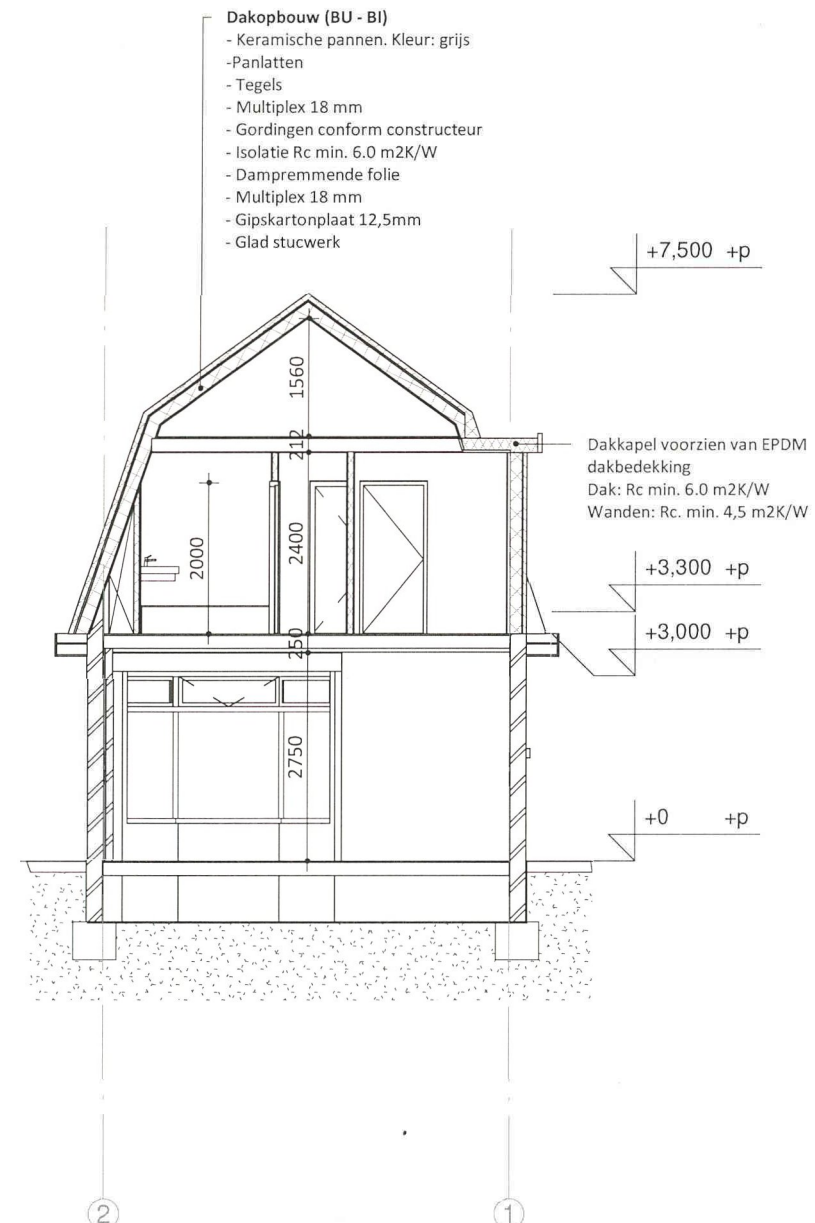 Dakopbouw (BU - BI)
- Keramische pannen. Kleur: grijs
-Panlatten
- Tegels
- Multiplex 18 mm
- Gordingen conform constructeur
- Isolatie Rc min. 6.0 m2K/W
- Dampremmende folie
- Multiplex 18 mm
- Gipskartonplaat 12,5mm
- Glad stucwerk
+7,500 +p
1560
212
Dakkapel voorzien van EPDM
dakbedekking
Dak: Rc min. 6.0 m2K/W
Wanden: Rc. min. 4,5 m2K/W
2000
2400
+3,300 +p
+3,000 +p
250
2750
+0 +p
2
1